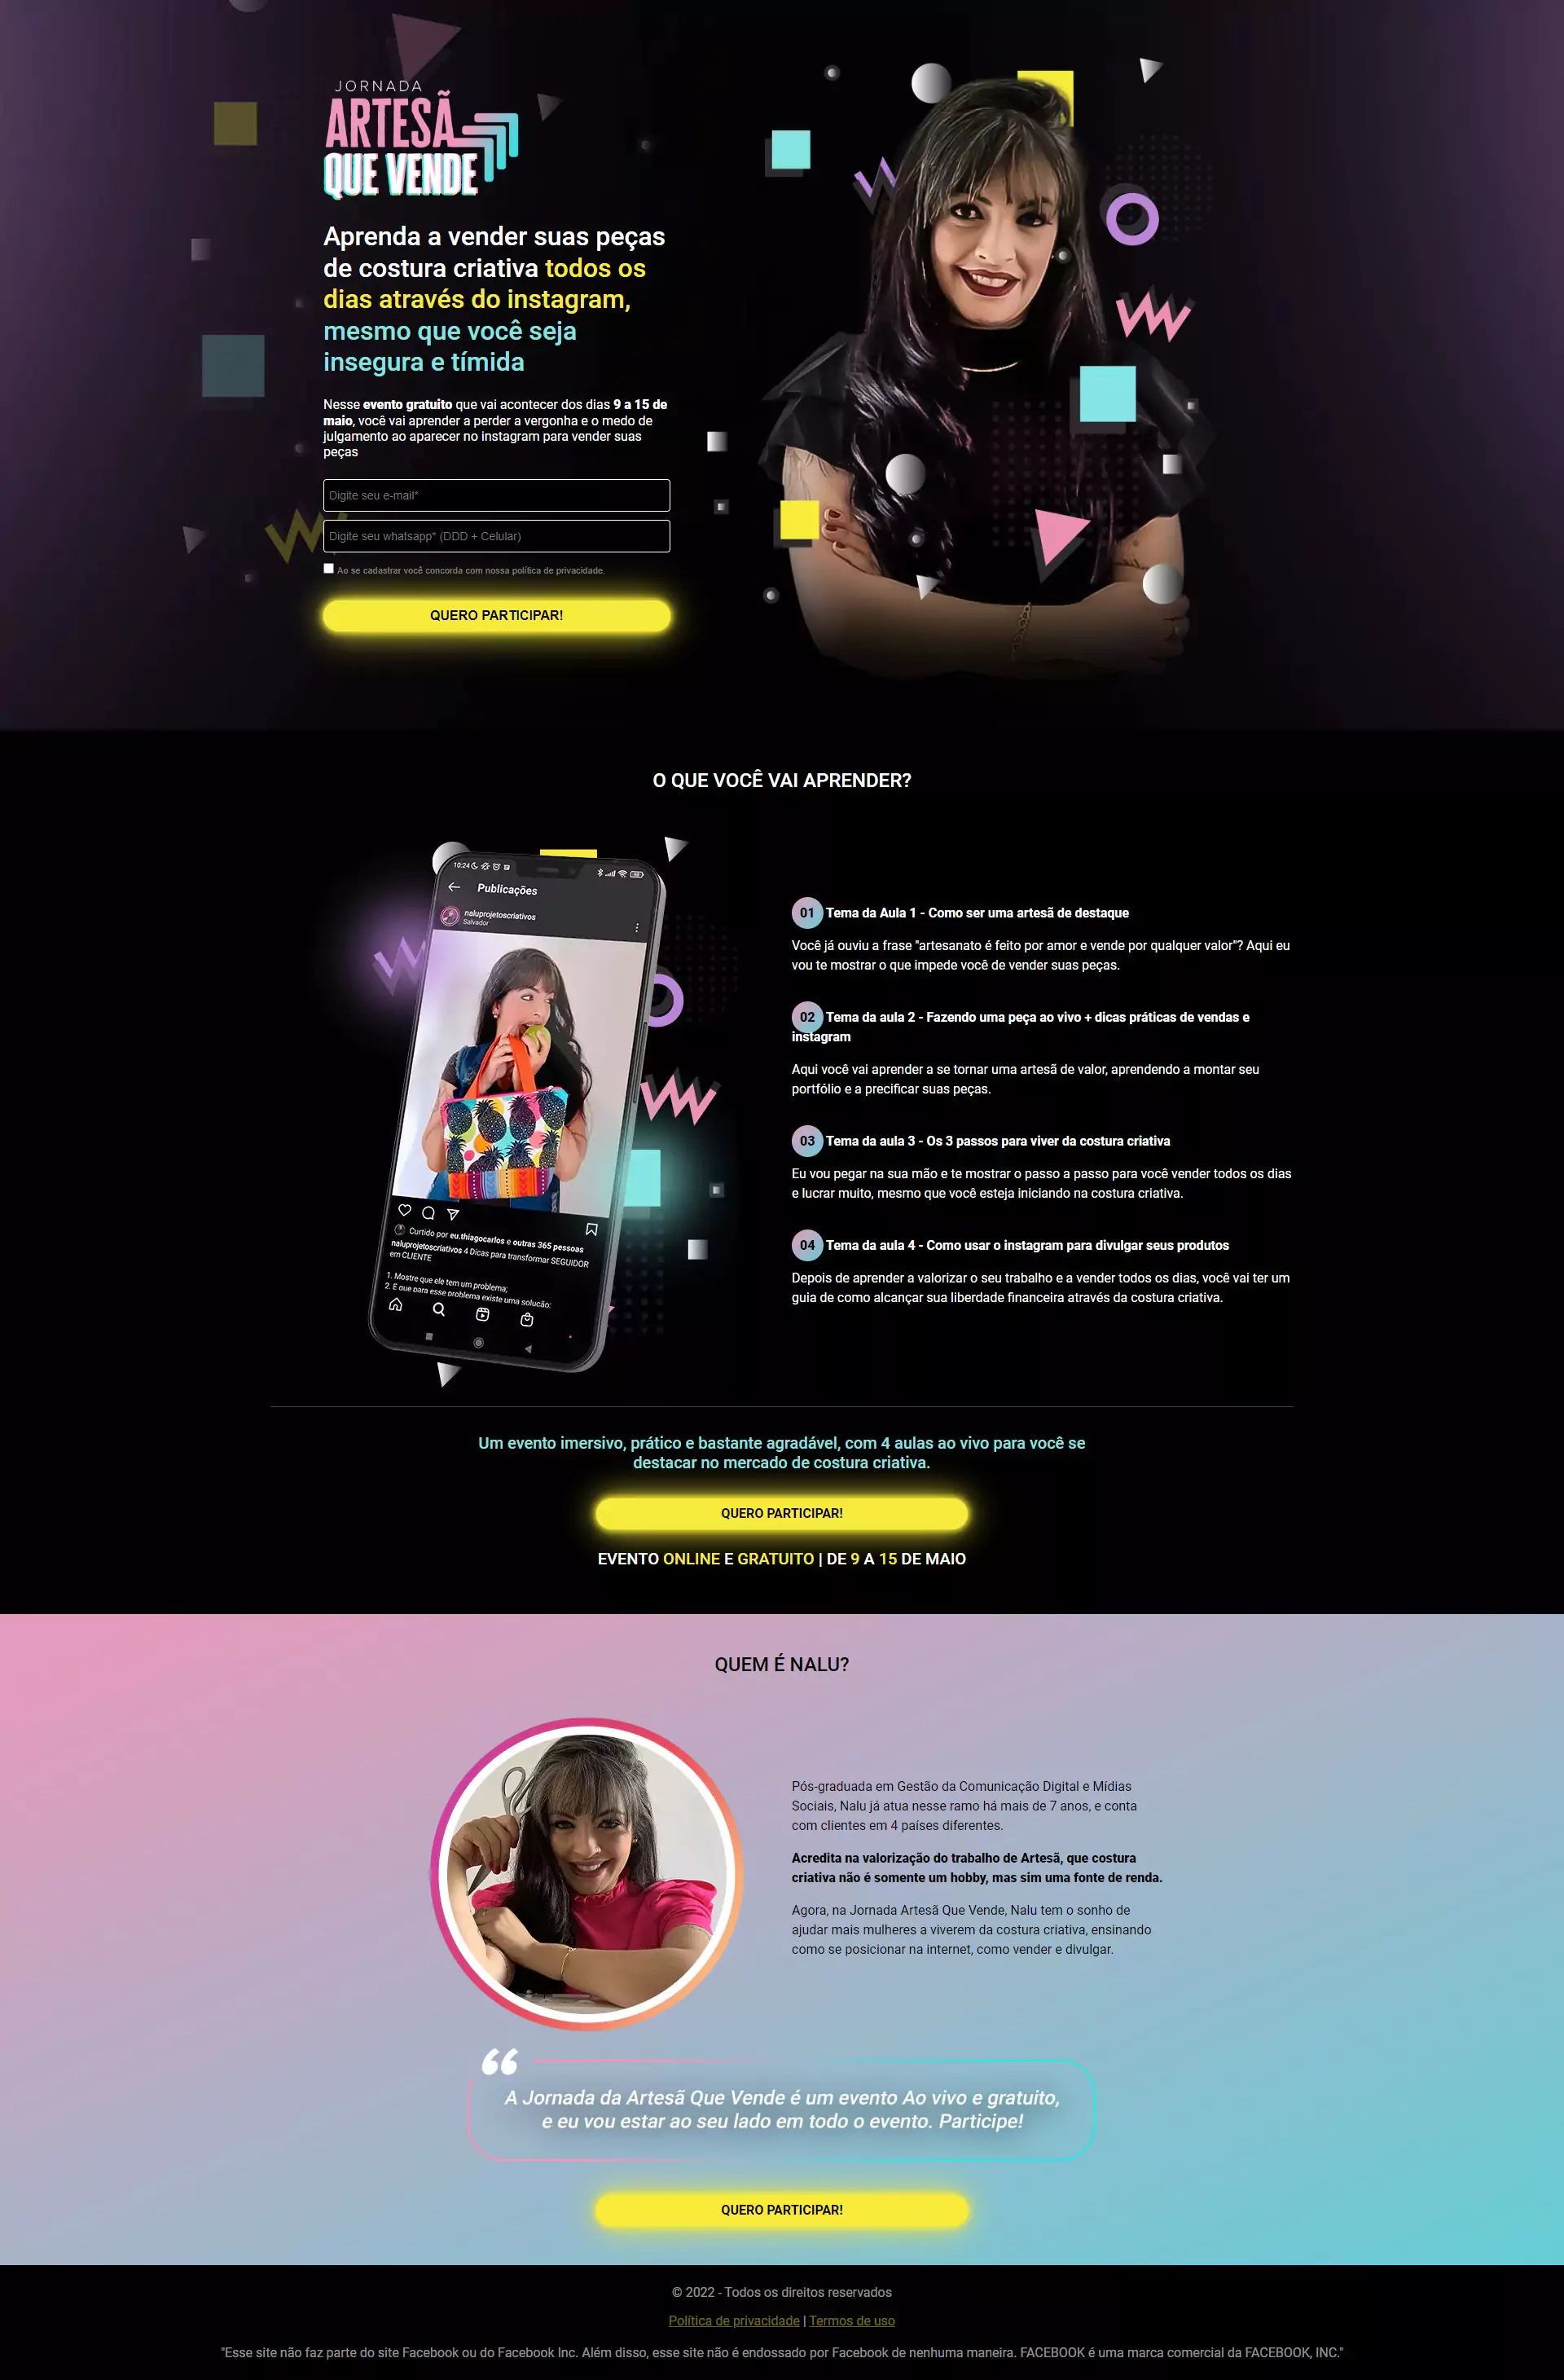 JORNADA
ARTESÃ
QUE VENDE
Aprenda a vender suas peças
de costura criativa todos os
dias através do instagram,
mesmo que você seja
insegura e tímida
Nesse evento gratuito que vai acontecer dos dias 9 a 15 de
maio, você vai aprender a perder a vergonha e o medo de
julgamento ao aparecer no instagram para vender suas
peças
Digite seu e-mail*
Digite seu whatsapp* (DDD + Celular)
Ao se cadastrar você concorda com nossa política de privacidade.
QUERO PARTICIPAR!
O QUE VOCÊ VAI APRENDER?
10:24
Publicações
naluprojetoscriativos
Salvador
Curtido por eu.thiagocarlos e outras 365 pessoas
naluprojetoscriativos 4 Dicas para transformar SEGUIDOR
em CLIENTE
1. Mostre que ele tem um problema;
2. E que para esse problema existe uma solução:
01 Tema da Aula 1 - Como ser uma artesã de destaque
Você já ouviu a frase "artesanato é feito por amor e vende por qualquer valor"? Aqui eu
vou te mostrar o que impede você de vender suas peças.
02 Tema da aula 2 - Fazendo uma peça ao vivo + dicas práticas de vendas e
instagram
Aqui você vai aprender a se tornar uma artesã de valor, aprendendo a montar seu
portfólio e a precificar suas peças.
03 Tema da aula 3 - Os 3 passos para viver da costura criativa
Eu vou pegar na sua mão e te mostrar o passo a passo para você vender todos os dias
e lucrar muito, mesmo que você esteja iniciando na costura criativa.
04 Tema da aula 4 - Como usar o instagram para divulgar seus produtos
Depois de aprender a valorizar o seu trabalho e a vender todos os dias, você vai ter um
guia de como alcançar sua liberdade financeira através da costura criativa.
Um evento imersivo, prático e bastante agradável, com 4 aulas ao vivo para você se
destacar no mercado de costura criativa.
QUERO PARTICIPAR!
EVENTO ONLINE E GRATUITO | DE 9 A 15 DE MAIO
QUEM É NALU?
Pós-graduada em Gestão da Comunicação Digital e Mídias
Sociais, Nalu já atua nesse ramo há mais de 7 anos, e conta
com clientes em 4 países diferentes.
Acredita na valorização do trabalho de Artesã, que costura
criativa não é somente um hobby, mas sim uma fonte de renda.
Agora, na Jornada Artesã Que Vende, Nalu tem o sonho de
ajudar mais mulheres a viverem da costura criativa, ensinando
como se posicionar na internet, como vender e divulgar.
“
A Jornada da Artesã Que Vende é um evento Ao vivo e gratuito,
e eu vou estar ao seu lado em todo o evento. Participe!
QUERO PARTICIPAR!
© 2022 - Todos os direitos reservados
Política de privacidade | Termos de uso
"Esse site não faz parte do site Facebook ou do Facebook Inc. Além disso, esse site não é endossado por Facebook de nenhuma maneira. FACEBOOK é uma marca comercial da FACEBOOK, INC."